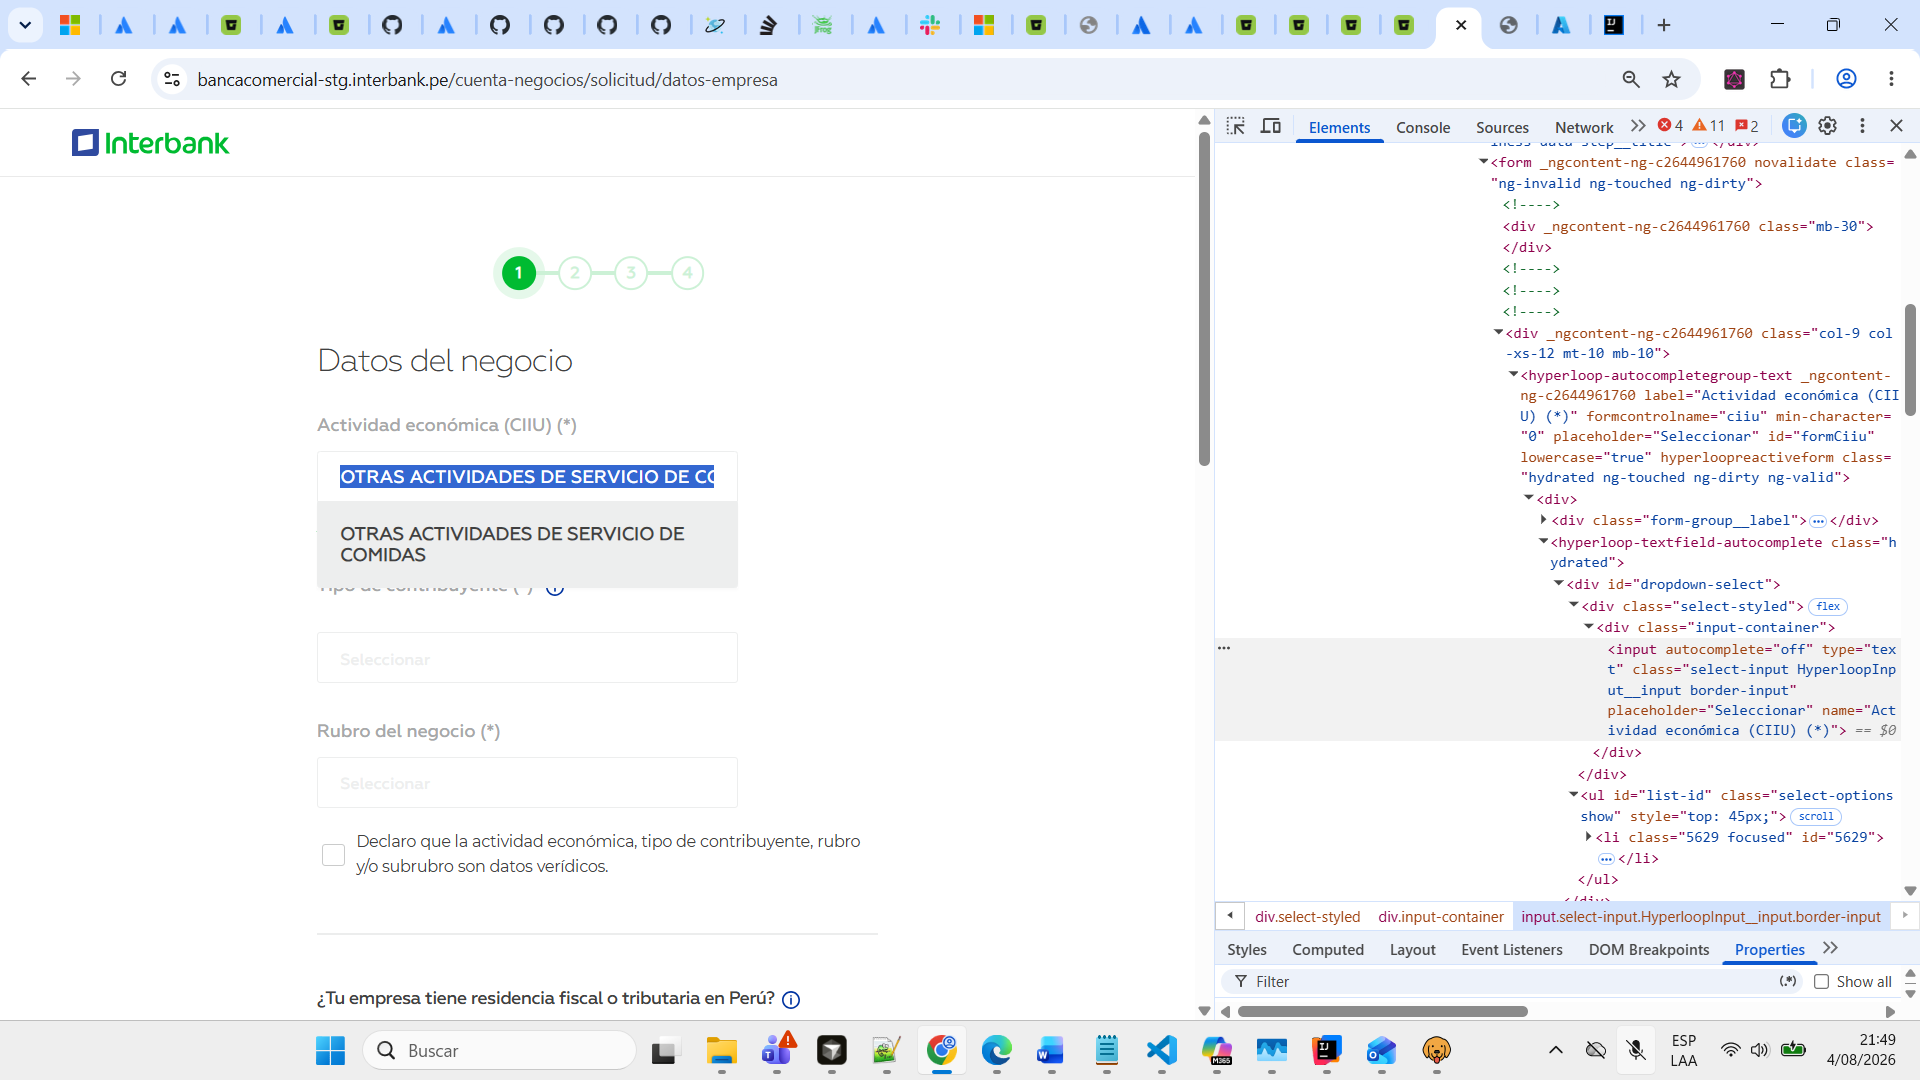 bancacomercial-stg.interbank.pe/cuenta-negocios/solicitud/datos-empresa
Interbank
1 2 3 4
Datos del negocio
Actividad económica (CIIU) (*)
OTRAS ACTIVIDADES DE SERVICIO DE CO
OTRAS ACTIVIDADES DE SERVICIO DE
COMIDAS
Seleccionar
Rubro del negocio (*)
Seleccionar
Declaro que la actividad económica, tipo de contribuyente, rubro
y/o subrubro son datos verídicos.
¿Tu empresa tiene residencia fiscal o tributaria en Perú?
Elements Console Sources Network 4 11 2
<form _ngcontent-ng-c2644961760 novalidate class=
"ng-invalid ng-touched ng-dirty">
<!---->
<div _ngcontent-ng-c2644961760 class="mb-30">
</div>
<!---->
<!---->
<!---->
<div _ngcontent-ng-c2644961760 class="col-9 col
-xs-12 mt-10 mb-10">
<hyperloop-autocompletegroup-text _ngcontent-
ng-c2644961760 label="Actividad económica (CII
U) (*)" formcontrolname="ciiu" min-character=
"0" placeholder="Seleccionar" id="formCiiu"
lowercase="true" hyperloopreactiveform class=
"hydrated ng-touched ng-dirty ng-valid">
<div>
<div class="form-group__label">…</div>
<hyperloop-textfield-autocomplete class="h
ydrated">
<div id="dropdown-select">
<div class="select-styled"> flex
<div class="input-container">
<input autocomplete="off" type="tex
t" class="select-input HyperloopInp
ut__input border-input"
placeholder="Seleccionar" name="Act
ividad económica (CIIU) (*)"> == $0
</div>
</div>
<ul id="list-id" class="select-options
show" style="top: 45px;"> scroll
<li class="5629 focused" id="5629">
… </li>
</ul>
div.select-styled div.input-container input.select-input.HyperloopInput__input.border-input
Styles Computed Layout Event Listeners DOM Breakpoints Properties
Filter (.*) Show all
Buscar
ESP
LAA
21:49
4/08/2026